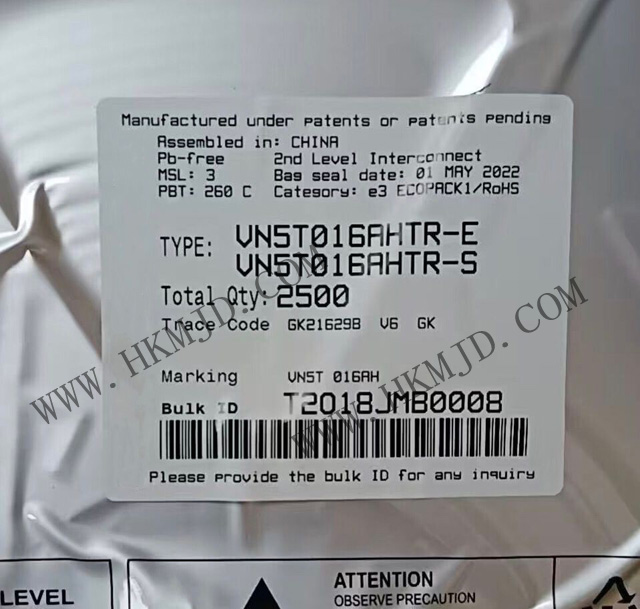 Manufactured under patents or patents pending
Assembled in: CHINA
Pb-free 2nd Level Interconnect
MSL: 3 Bag seal date: 01 MAY 2022
PBT: 260 C Category: e3 ECOPACK1/RoHS
TYPE: VN5T016AHTR-E
VN5T016AHTR-S
Total Qty: 2500
Trace Code GK21629B V6 GK
Marking VN5T 016AH
Bulk ID T2018JMB0008
Please provide the bulk ID for any inquiry
WWW.HKMJD.COM
WWW.HKMJD.COM
LEVEL
ATTENTION
OBSERVE PRECAUTION